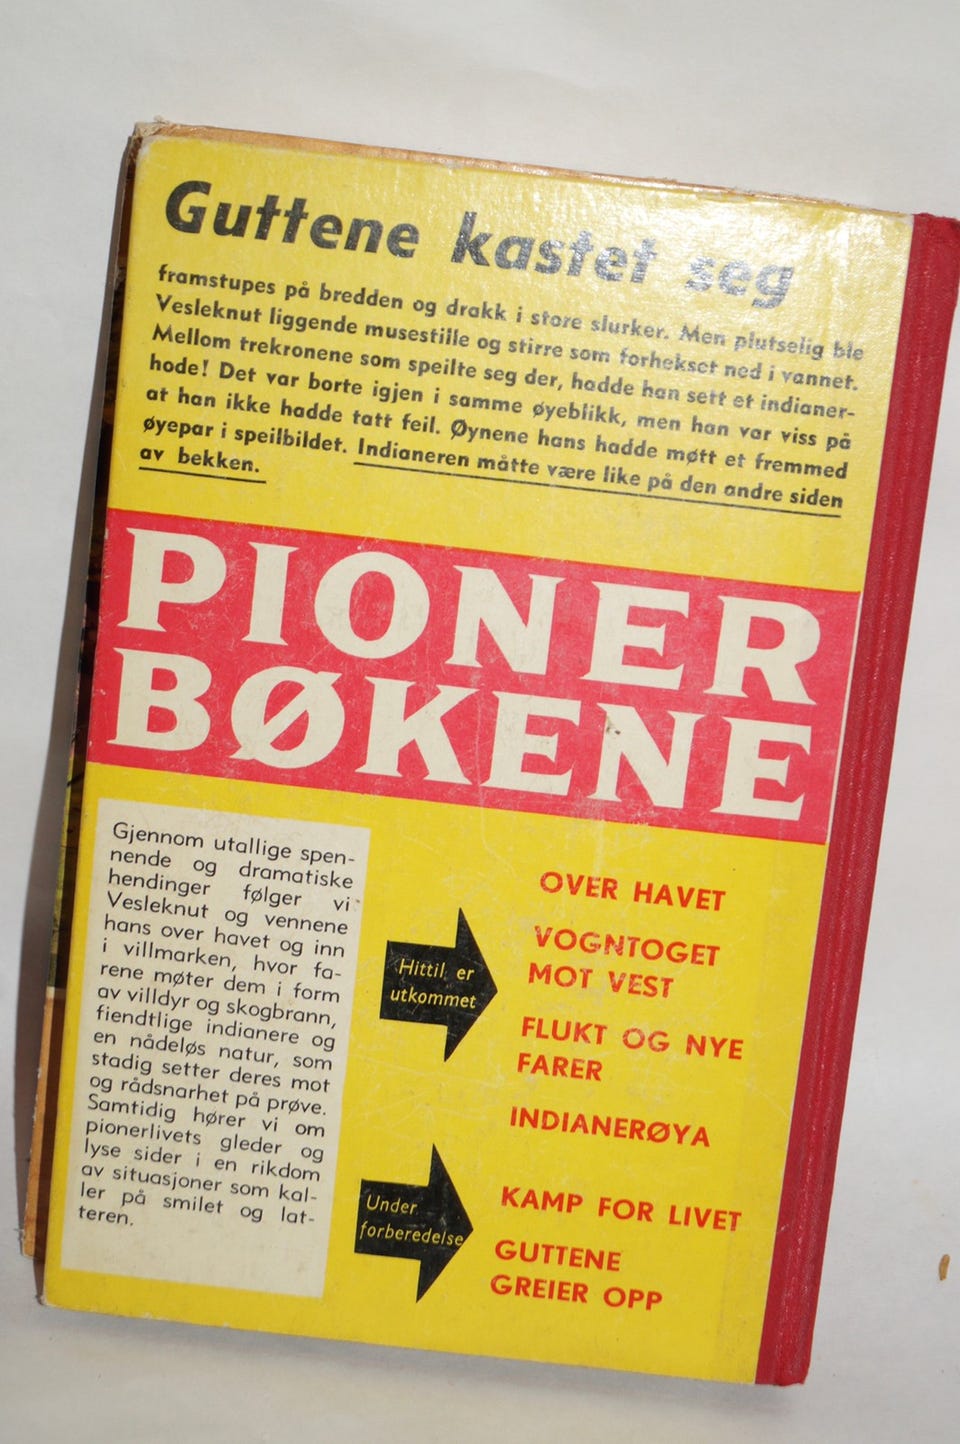 Guttene kastet seg
framstupes på bredden og drakk i store slurker. Men plutselig ble
Vesleknut liggende musestille og stirre som forhekset ned i vannet.
Mellom trekronene som speilte seg der, hadde han sett et indianer-
hode! Det var borte igjen i samme øyeblikk, men han var viss på
at han ikke hadde tatt feil. Øynene hans hadde møtt et fremmed
øyepar i speilbildet. Indianeren måtte være like på den andre siden
av bekken.
PIONER
BØKENE
Gjennom utallige spen-
nende og dramatiske
hendinger følger vi
Vesleknut og vennene
hans over havet og inn
i villmarken, hvor fa-
rene møter dem i form
av villdyr og skogbrann,
fiendtlige indianere og
en nådeløs natur, som
stadig setter deres mot
og rådsnarhet på prøve.
Samtidig hører vi om
pionerlivets gleder og
lyse sider i en rikdom
av situasjoner som kal-
ler på smilet og lat-
teren.
Hittil er
utkommet
OVER HAVET
VOGNTOGET
MOT VEST
FLUKT OG NYE
FARER
INDIANERØYA
Under
forberedelse
KAMP FOR LIVET
GUTTENE
GREIER OPP